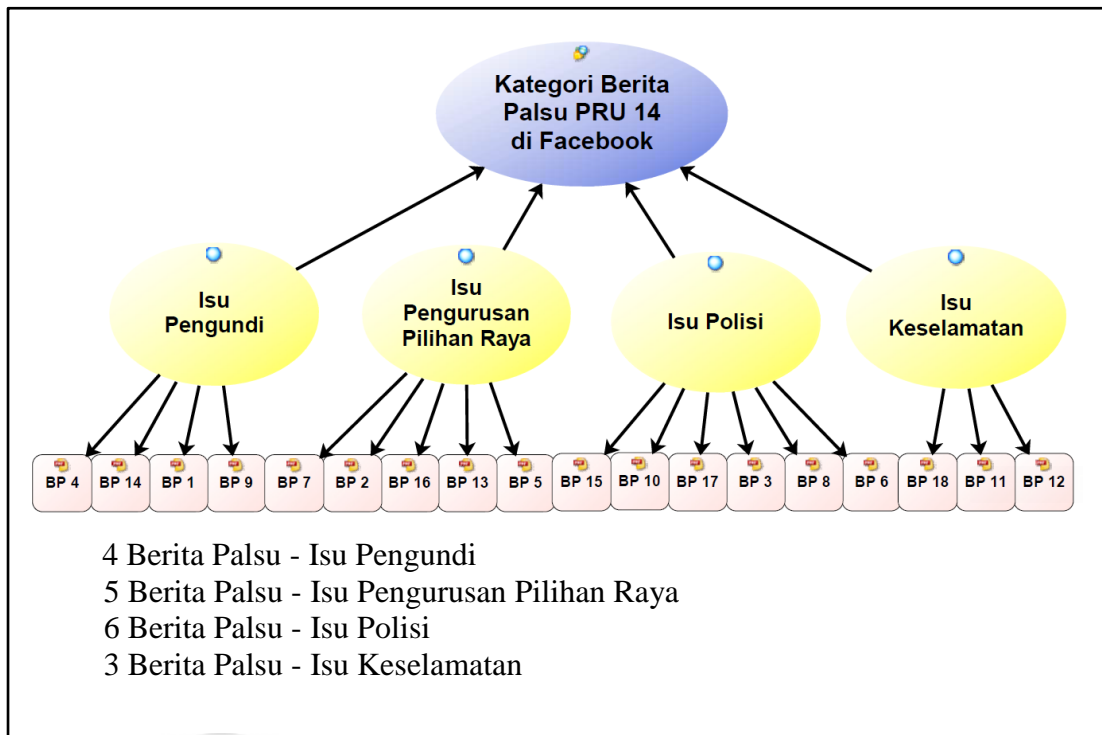 Kategori Berita
Palsu PRU 14
di Facebook
Isu
Pengundi
Isu
Pengurusan
Pilihan Raya
Isu Polisi
Isu
Keselamatan
BP 4
BP 14
BP 1
BP 9
BP 7
BP 2
BP 16
BP 13
BP 5
BP 15
BP 10
BP 17
BP 3
BP 8
BP 6
BP 18
BP 11
BP 12
4 Berita Palsu - Isu Pengundi
5 Berita Palsu - Isu Pengurusan Pilihan Raya
6 Berita Palsu - Isu Polisi
3 Berita Palsu - Isu Keselamatan